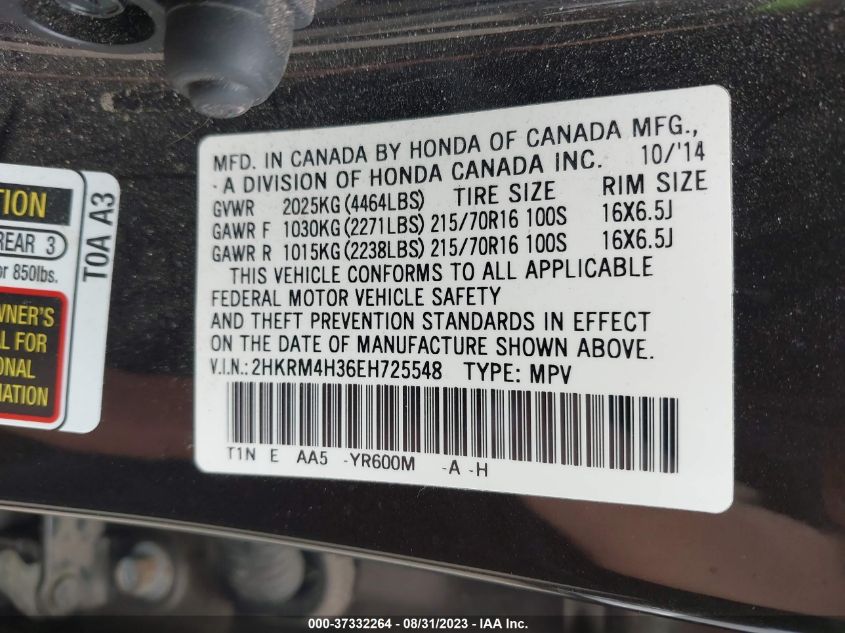 MFD. IN CANADA BY HONDA OF CANADA MFG.,
- A DIVISION OF HONDA CANADA INC. 10/'14
GVWR 2025KG (4464LBS) TIRE SIZE RIM SIZE
GAWR F 1030KG (2271LBS) 215/70R16 100S 16X6.5J
GAWR R 1015KG (2238LBS) 215/70R16 100S 16X6.5J
THIS VEHICLE CONFORMS TO ALL APPLICABLE
FEDERAL MOTOR VEHICLE SAFETY
AND THEFT PREVENTION STANDARDS IN EFFECT
ON THE DATE OF MANUFACTURE SHOWN ABOVE.
V.I.N.: 2HKRM4H36EH725548 TYPE: MPV
T1N E AA5 -YR600M -A -H
TION
REAR 3
or 850lbs.
WNER'S
AL FOR
ONAL
MATION
T0A A3
000-37332264 - 08/31/2023 - IAA Inc.